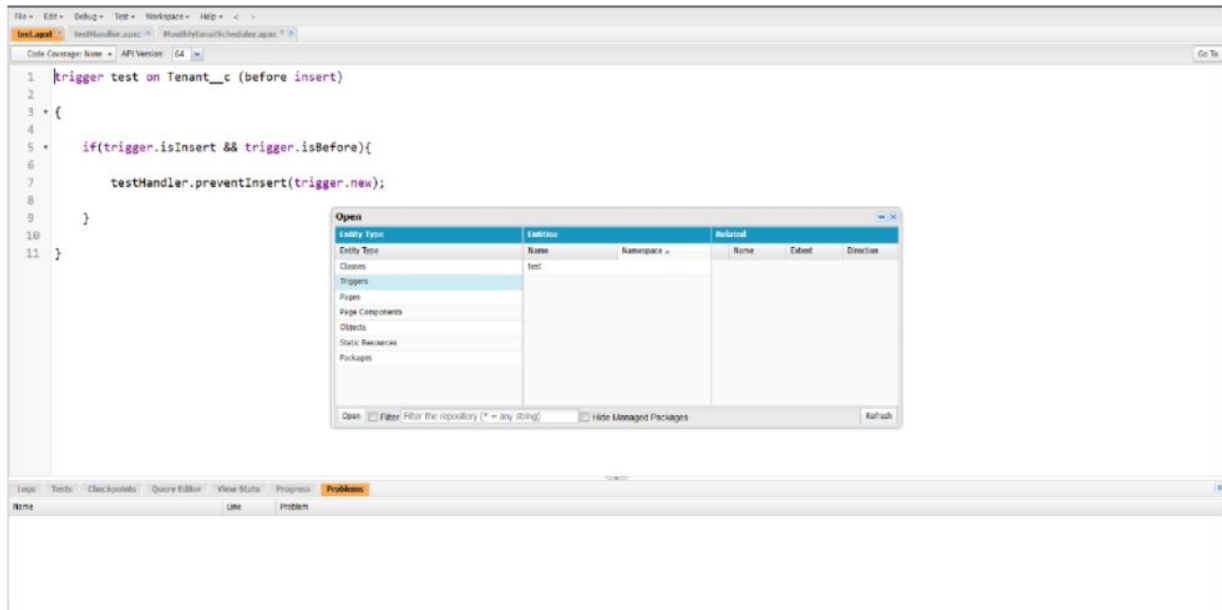 File Edit Debug Test Workspace Help < >
test.apxt testHandler.apxc MonthlyEmailScheduler.apxc *
Code Coverage: None API Version: 64 Go To
1 trigger test on Tenant__c (before insert)
2
3 {
4
5 if(trigger.isInsert && trigger.isBefore){
6
7 testHandler.preventInsert(trigger.new);
8
9 }
10
11 }
Open
Entity Type Entities Related
Entity Type Name Namespace Name Extent Direction
Classes test
Triggers
Pages
Page Components
Objects
Static Resources
Packages
Open Filter Filter the repository (* = any string) Hide Managed Packages Refresh
Logs Tests Checkpoints Query Editor View State Progress Problems
Name Line Problem